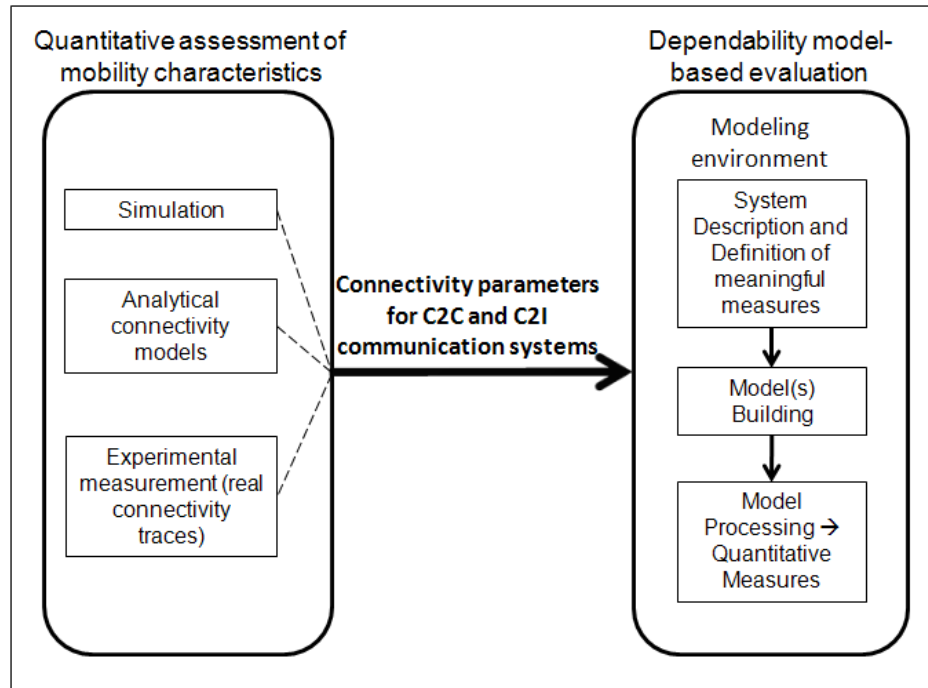 Quantitative assessment of
mobility characteristics
Simulation
Analytical
connectivity
models
Experimental
measurement (real
connectivity
traces)
Connectivity parameters
for C2C and C2I
communication systems
Dependability model-
based evaluation
Modeling
environment
System
Description and
Definition of
meaningful
measures
Model(s)
Building
Model
Processing →
Quantitative
Measures